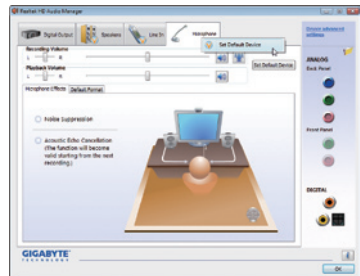 Realtek HD Audio Manager
Digital Output
Speakers
Line In
Microphone
Set Default Device
Device advanced settings
Recording Volume
L R
Playback Volume
L R
Set Default Device
Microphone Effects
Default Format
Noise Suppression
Acoustic Echo Cancellation
(The function will become
valid starting from the next
recording.)
ANALOG
Back Panel
Front Panel
DIGITAL
GIGABYTE
TECHNOLOGY
i
OK